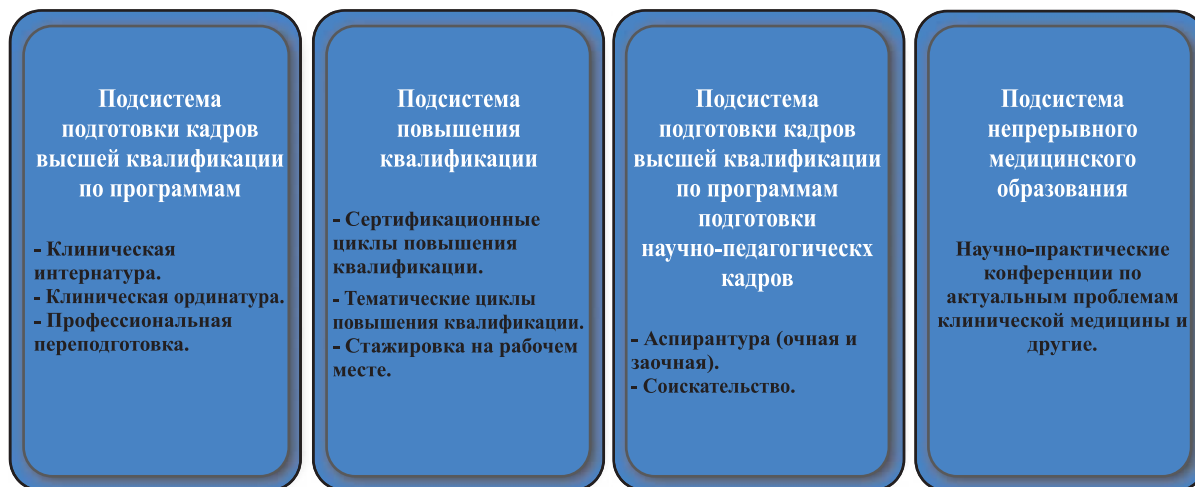 Подсистема
подготовки кадров
высшей квалификации
по программам
- Клиническая
интернатура.
- Клиническая ординатура.
- Профессиональная
переподготовка.
Подсистема
повышения
квалификации
- Сертификационные
циклы повышения
квалификации.
- Тематические циклы
повышения квалификации.
- Стажировка на рабочем
месте.
Подсистема
подготовки кадров
высшей квалификации
по программам
подготовки
научно-педагогическх
кадров
- Аспирантура (очная и
заочная).
- Соискательство.
Подсистема
непрерывного
медицинского
образования
Научно-практические
конференции по
актуальным проблемам
клинической медицины и
другие.